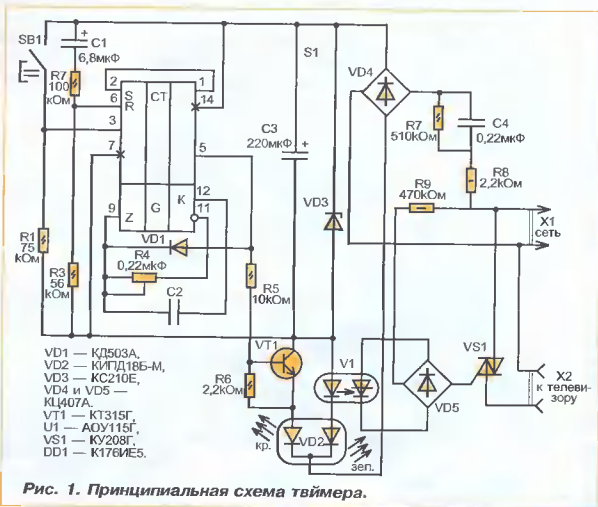 SB1
+
C1
6,8мкФ
R7
100
кОм
2
S
CT
1
6
R
14
3
7
5
12
K
11
9
Z
G
VD1
R4
0,22мкФ
C2
R1
75
кОм
R3
56
кОм
R5
10кОм
S1
C3
220мкФ
+
VD3
VD4
R7
510кОм
C4
0,22мкФ
R8
2,2кОм
R9
470кОм
X1
сеть
VT1
R6
2,2кОм
V1
VD5
VS1
X2
к телеви-
зору
кр.
VD2
зел.
VD1 — КД503А,
VD2 — КИПД18Б-М,
VD3 — КС210Е,
VD4 и VD5 —
КЦ407А.
VT1 — КТ315Г,
U1 — АОУ115Г,
VS1 — КУ208Г,
DD1 — К176ИЕ5.
Рис. 1. Принципиальная схема твймера.